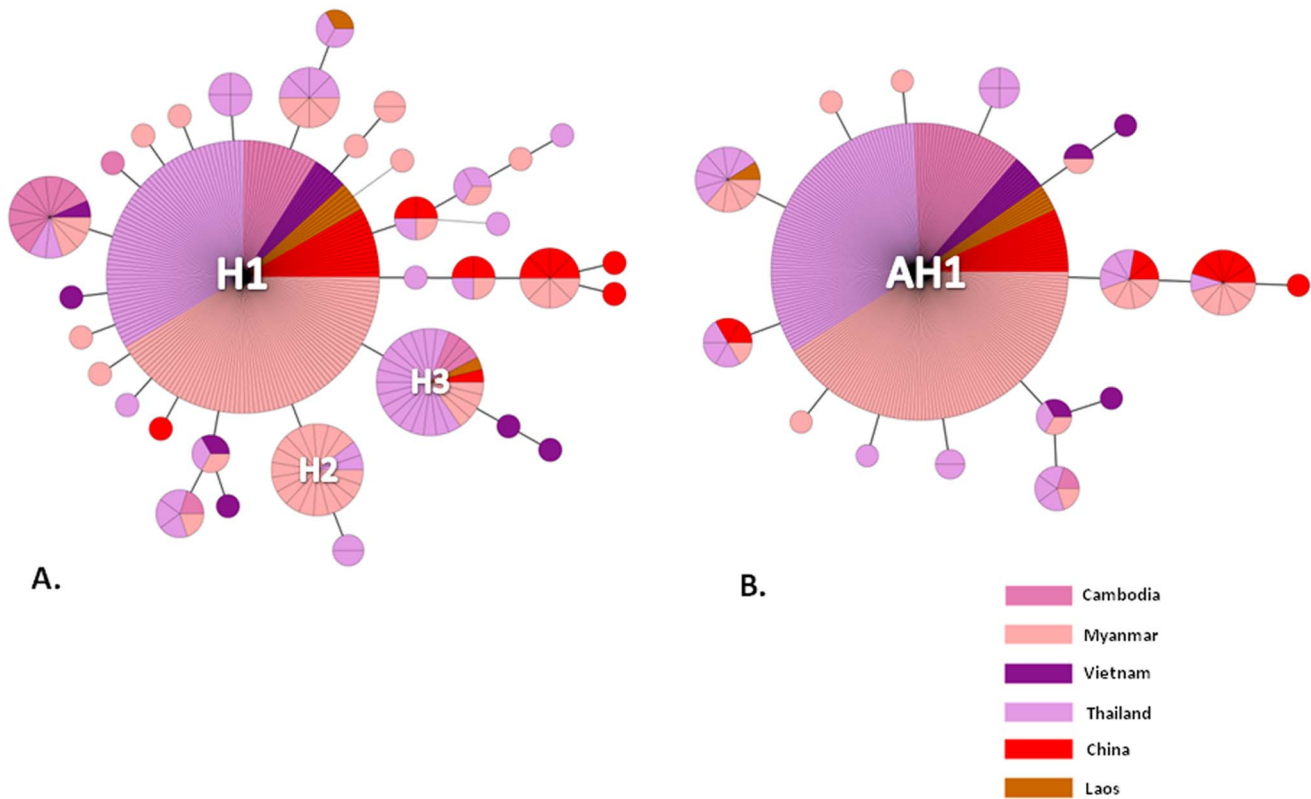 H1
AH1
H3
H2
A.
B.
Cambodia
Myanmar
Vietnam
Thailand
China
Laos